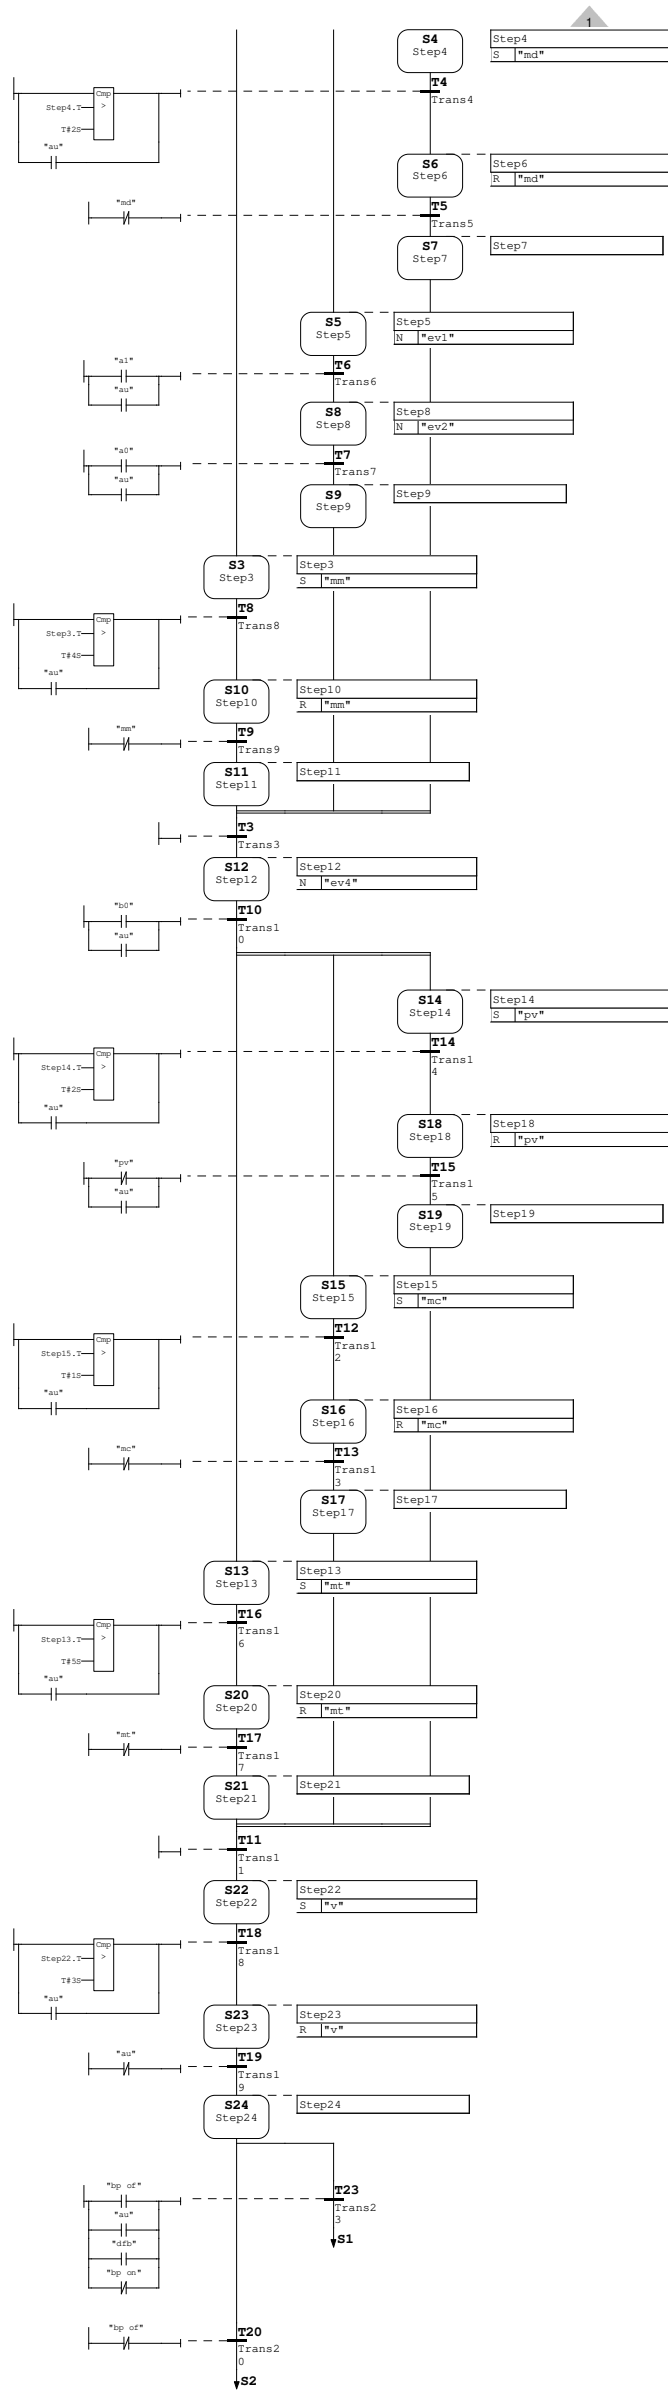 1
S4
Step4
Step4
S "md"
Cmp
>
Step4.T
T#2S
"au"
T4
Trans4
S6
Step6
Step6
R "md"
"md"
T5
Trans5
S7
Step7
Step7
S5
Step5
Step5
N "ev1"
"a1"
"au"
T6
Trans6
S8
Step8
Step8
N "ev2"
"a0"
"au"
T7
Trans7
S9
Step9
Step9
S3
Step3
Step3
S "mm"
Cmp
>
Step3.T
T#4S
"au"
T8
Trans8
S10
Step10
Step10
R "mm"
"mm"
T9
Trans9
S11
Step11
Step11
T3
Trans3
S12
Step12
Step12
N "ev4"
"b0"
"au"
T10
Trans1
0
S14
Step14
Step14
S "pv"
Cmp
>
Step14.T
T#2S
"au"
T14
Trans1
4
S18
Step18
Step18
R "pv"
"pv"
"au"
T15
Trans1
5
S19
Step19
Step19
S15
Step15
Step15
S "mc"
Cmp
>
Step15.T
T#1S
"au"
T12
Trans1
2
S16
Step16
Step16
R "mc"
"mc"
T13
Trans1
3
S17
Step17
Step17
S13
Step13
Step13
S "mt"
Cmp
>
Step13.T
T#5S
"au"
T16
Trans1
6
S20
Step20
Step20
R "mt"
"mt"
T17
Trans1
7
S21
Step21
Step21
T11
Trans1
1
S22
Step22
Step22
S "v"
Cmp
>
Step22.T
T#3S
"au"
T18
Trans1
8
S23
Step23
Step23
R "v"
"au"
T19
Trans1
9
S24
Step24
Step24
"bp of"
"au"
"dfb"
"bp on"
T23
Trans2
3
S1
"bp of"
T20
Trans2
0
S2